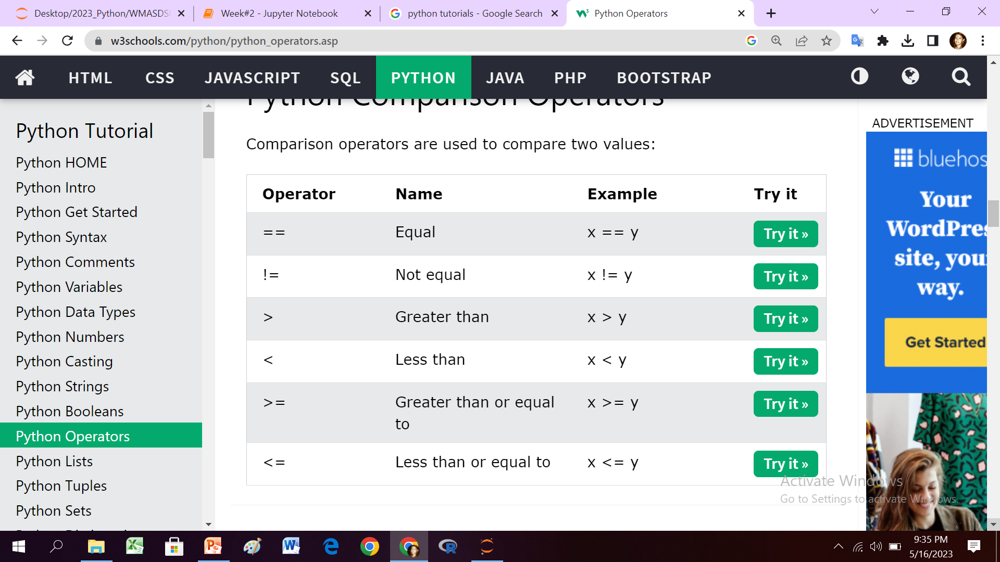 Desktop/2023_Python/WMASDS
Week#2 - Jupyter Notebook
python tutorials - Google Search
Python Operators
w3schools.com/python/python_operators.asp
HTML CSS JAVASCRIPT SQL PYTHON JAVA PHP BOOTSTRAP
Python Comparison Operators
Python Tutorial
Python HOME
Python Intro
Python Get Started
Python Syntax
Python Comments
Python Variables
Python Data Types
Python Numbers
Python Casting
Python Strings
Python Booleans
Python Operators
Python Lists
Python Tuples
Python Sets
Comparison operators are used to compare two values:
Operator Name Example Try it
== Equal x == y Try it »
!= Not equal x != y Try it »
> Greater than x > y Try it »
< Less than x < y Try it »
>= Greater than or equal x >= y Try it »
to
<= Less than or equal to x <= y Try it »
ADVERTISEMENT
bluehos
Your
WordPres
site, you
way.
Get Started
Activate Windows
Go to Settings to activate Windows.
9:35 PM
5/16/2023